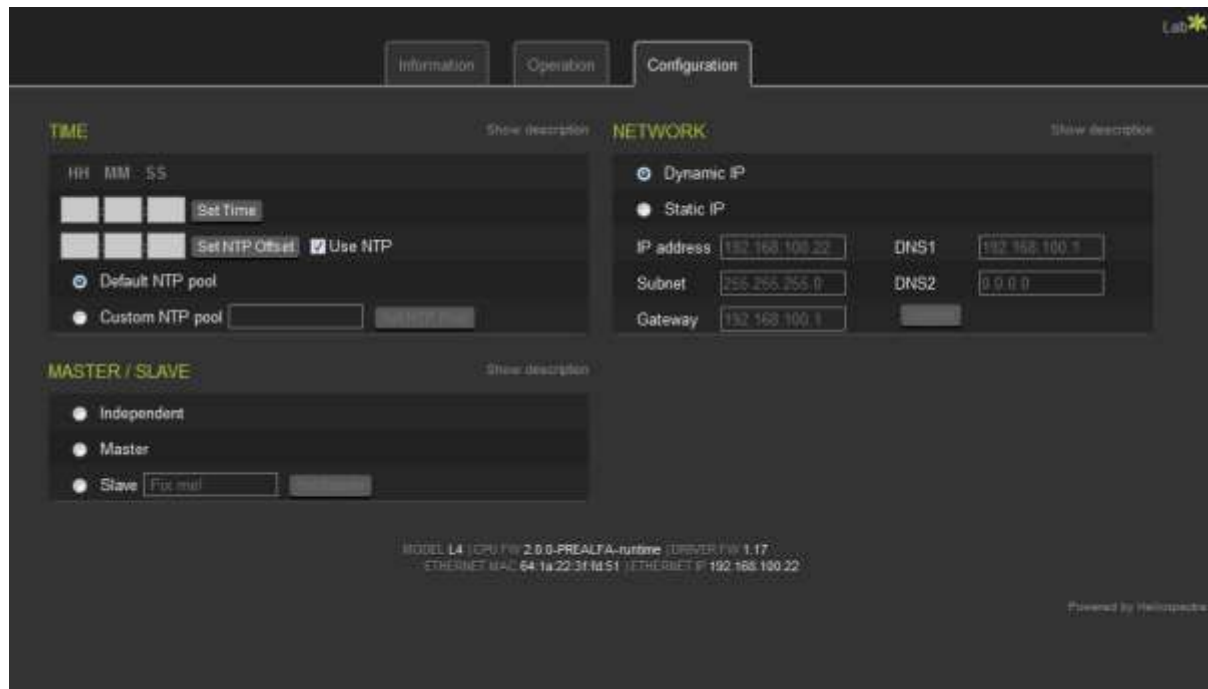 Lab
Information Operation Configuration
TIME Show description
HH MM SS
Set Time
Set NTP Offset Use NTP
Default NTP pool
Custom NTP pool
NETWORK Show description
Dynamic IP
Static IP
IP address 192.168.100.22 DNS1 192.168.100.1
Subnet 255.255.255.0 DNS2 0.0.0.0
Gateway 192.168.100.1
MASTER / SLAVE Show description
Independent
Master
Slave Fix me!
MODEL L4 | CPU FW 2.0.0-PREALFA-runtime | DRIVER FW 1.17
ETHERNET MAC 64:1a:22:3f:fd:51 | ETHERNET IP 192.168.100.22
Powered by Heliospectra